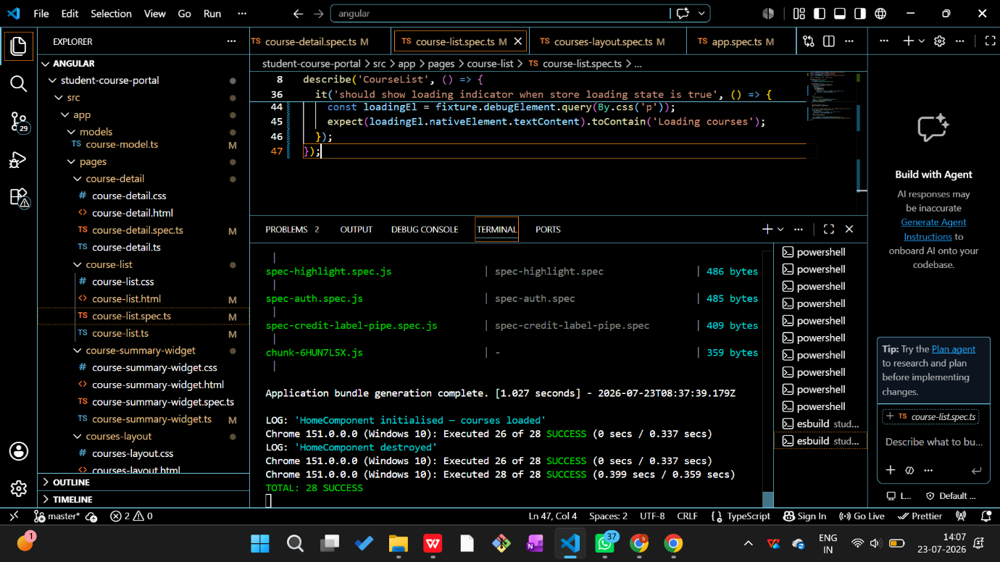 File Edit Selection View Go Run ···
angular
EXPLORER ···
ANGULAR
student-course-portal
src
app
models
TS course-model.ts M
pages
course-detail
# course-detail.css
<> course-detail.html
TS course-detail.spec.ts M
TS course-detail.ts
course-list
# course-list.css
<> course-list.html M
TS course-list.spec.ts M
TS course-list.ts M
course-summary-widget
# course-summary-widget.css
<> course-summary-widget.html
TS course-summary-widget.spec.ts
TS course-summary-widget.ts M
courses-layout
# courses-layout.css
<> courses-layout.html
OUTLINE
TIMELINE
29
TS course-detail.spec.ts M
TS course-list.spec.ts M
TS courses-layout.spec.ts M
TS app.spec.ts M
student-course-portal > src > app > pages > course-list > TS course-list.spec.ts > ...
8 describe('CourseList', () => {
36 it('should show loading indicator when store loading state is true', () => {
44 const loadingEl = fixture.debugElement.query(By.css('p'));
45 expect(loadingEl.nativeElement.textContent).toContain('Loading courses');
46 });
47 });
PROBLEMS 2 OUTPUT DEBUG CONSOLE TERMINAL PORTS
|
spec-highlight.spec.js | spec-highlight.spec | 486 bytes
|
spec-auth.spec.js | spec-auth.spec | 485 bytes
|
spec-credit-label-pipe.spec.js | spec-credit-label-pipe.spec | 409 bytes
|
chunk-6HUN7L5X.js | - | 359 bytes
|
Application bundle generation complete. [1.027 seconds] - 2026-07-23T08:37:39.179Z
LOG: 'HomeComponent initialised — courses loaded'
Chrome 151.0.0.0 (Windows 10): Executed 26 of 28 SUCCESS (0 secs / 0.337 secs)
LOG: 'HomeComponent destroyed'
Chrome 151.0.0.0 (Windows 10): Executed 26 of 28 SUCCESS (0 secs / 0.337 secs)
Chrome 151.0.0.0 (Windows 10): Executed 28 of 28 SUCCESS (0.399 secs / 0.359 secs)
TOTAL: 28 SUCCESS
powershell
powershell
powershell
powershell
powershell
powershell
powershell
powershell
powershell
powershell
esbuild stud...
esbuild stud...
Build with Agent
AI responses may
be inaccurate
Generate Agent
Instructions to
onboard AI onto your
codebase.
Tip: Try the Plan agent
to research and plan
before implementing
changes.
+ TS course-list.spec.ts
Describe what to bu...
L... Default ...
master* 2 0 Ln 47, Col 4 Spaces: 2 UTF-8 CRLF {} TypeScript Sign In Go Live Prettier
1
37
ENG
IN
14:07
23-07-2026